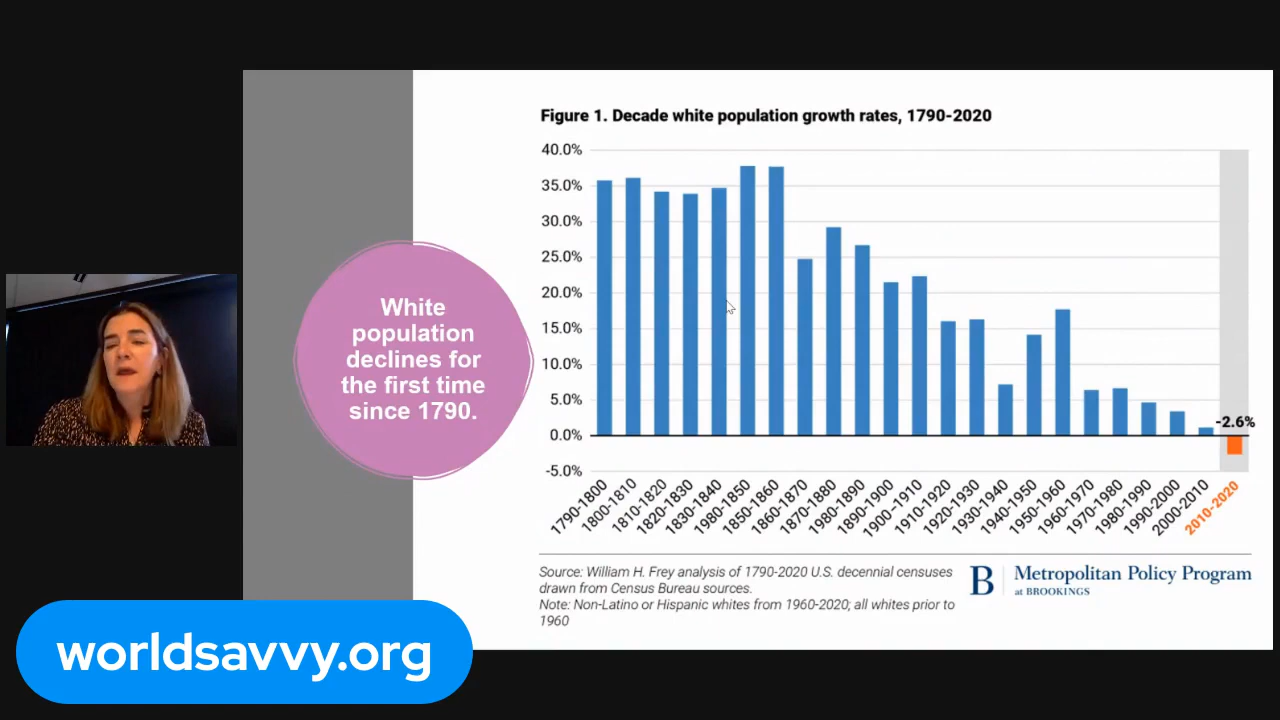 Figure 1. Decade white population growth rates, 1790-2020
40.0%
35.0%
30.0%
25.0%
20.0%
15.0%
10.0%
5.0%
0.0%
-5.0%
-2.6%
1790-1800
1800-1810
1810-1820
1820-1830
1830-1840
1980-1850
1850-1860
1860-1870
1870-1880
1980-1890
1890-1900
1900-1910
1910-1920
1920-1930
1930-1940
1940-1950
1950-1960
1960-1970
1970-1980
1980-1990
1990-2000
2000-2010
2010-2020
White
population
declines for
the first time
since 1790.
Source: William H. Frey analysis of 1790-2020 U.S. decennial censuses
drawn from Census Bureau sources.
Note: Non-Latino or Hispanic whites from 1960-2020; all whites prior to
1960
B
Metropolitan Policy Program
at BROOKINGS
worldsavvy.org